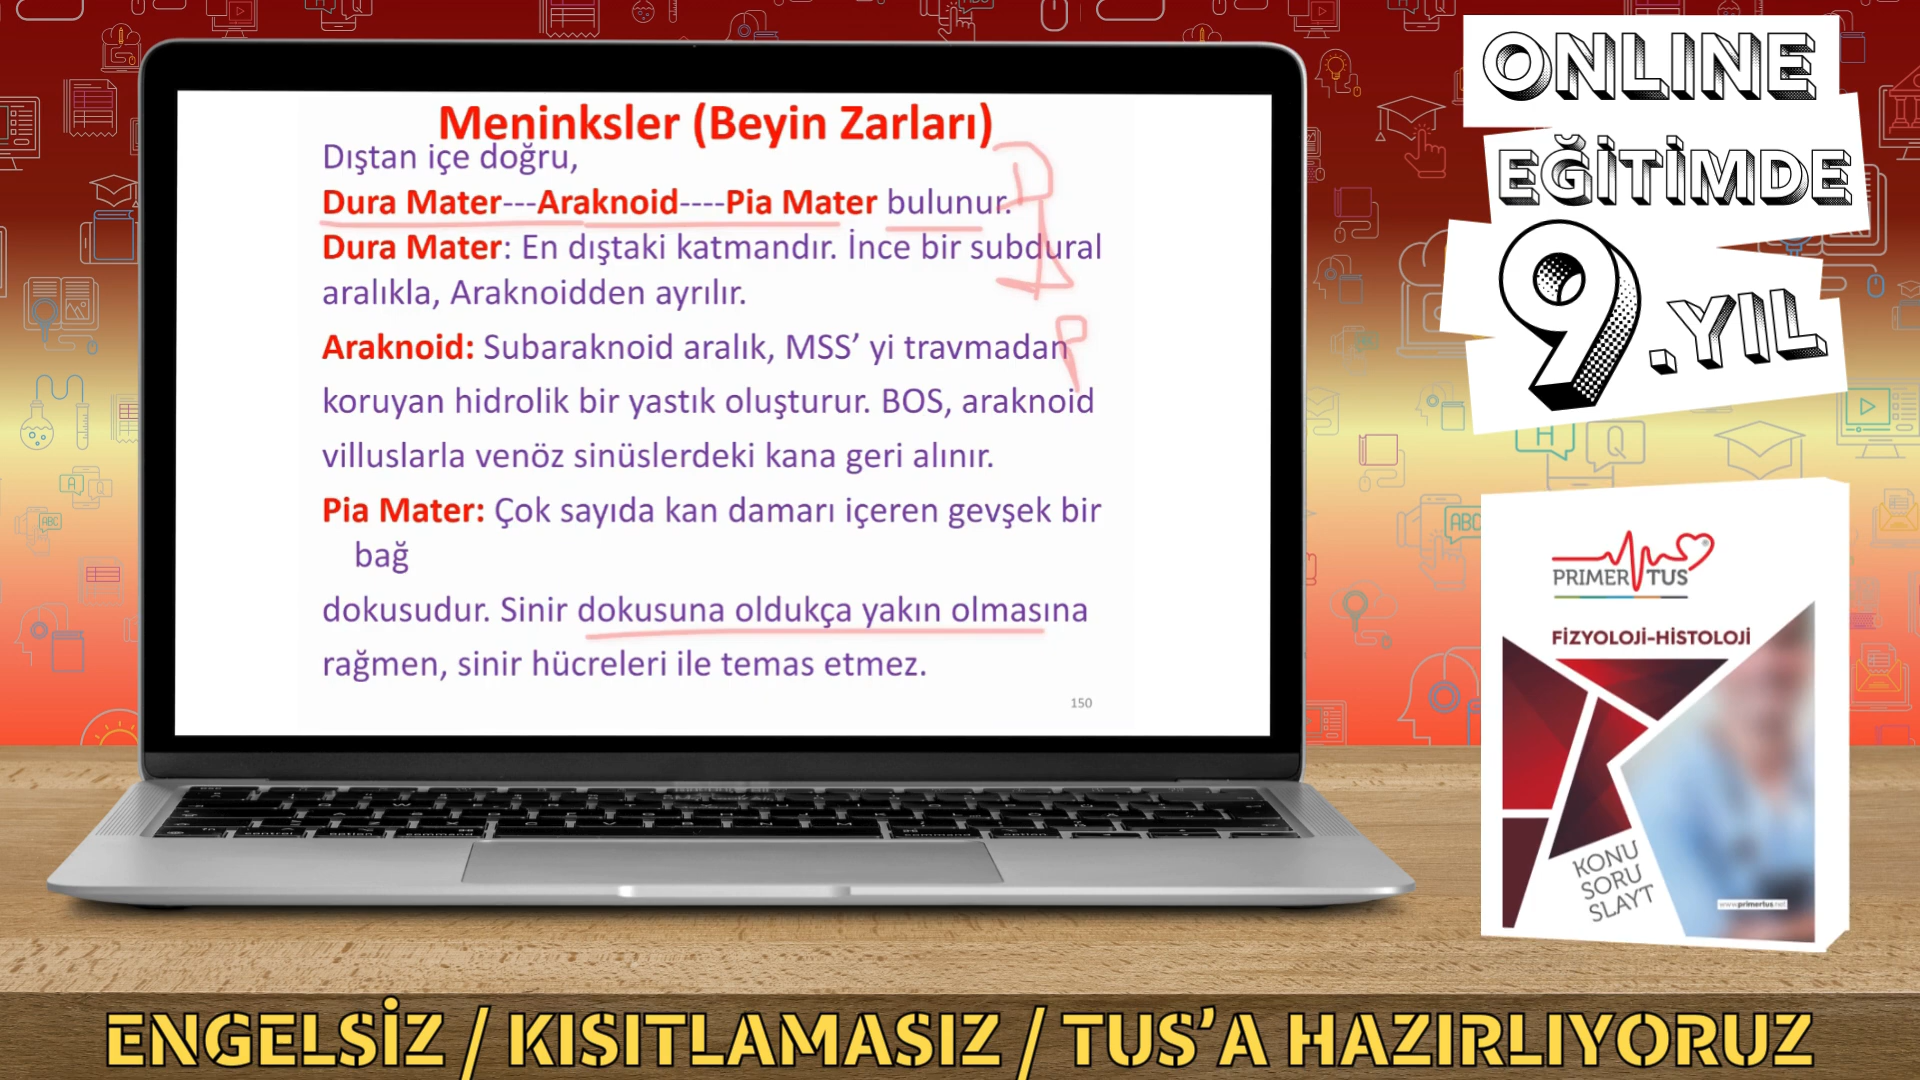 Meninksler (Beyin Zarları)
Dıştan içe doğru,
Dura Mater---Araknoid----Pia Mater bulunur.
Dura Mater: En dıştaki katmandır. İnce bir subdural
aralıkla, Araknoidden ayrılır.
Araknoid: Subaraknoid aralık, MSS’ yi travmadan
koruyan hidrolik bir yastık oluşturur. BOS, araknoid
villuslarla venöz sinüslerdeki kana geri alınır.
Pia Mater: Çok sayıda kan damarı içeren gevşek bir
bağ
dokusudur. Sinir dokusuna oldukça yakın olmasına
rağmen, sinir hücreleri ile temas etmez.
150
ONLINE
EĞİTİMDE
9.YIL
PRIMER TUS
FİZYOLOJİ-HİSTOLOJİ
KONU
SORU
SLAYT
www.primertus.net
ENGELSİZ / KISITLAMASIZ / TUS’A HAZIRLIYORUZ